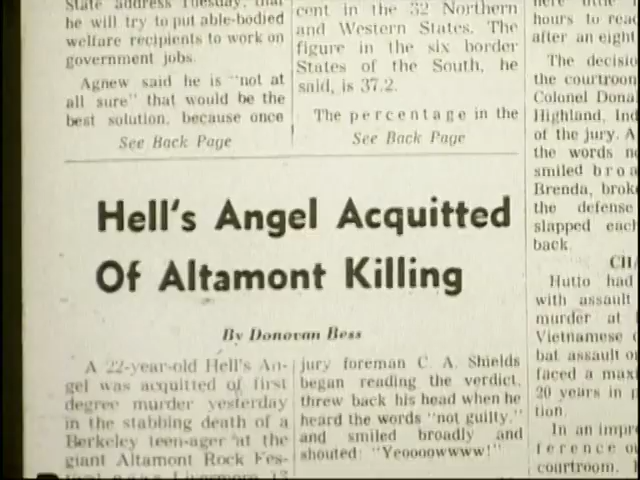 State address Tuesday, that
he will try to put able-bodied
welfare recipients to work on
government jobs.
Agnew said he is "not at
all sure" that would be the
best solution, because once
See Back Page
cent in the 32 Northern
and Western States. The
figure in the six border
States of the South, he
said, is 37.2.
The percentage in the
See Back Page
Hell's Angel Acquitted
Of Altamont Killing
By Donovan Bess
A 22-year-old Hell's An-
gel was acquitted of first
degree murder yesterday
in the stabbing death of a
Berkeley teen-ager at the
giant Altamont Rock Fes-
jury foreman C. A. Shields
began reading the verdict,
threw back his head when he
heard the words "not guilty,"
and smiled broadly and
shouted: "Yeoooowwww!"
hours to reac
after an eight
The decisio
the courtroon
Colonel Dona
Highland, Ind
of the jury. A
the words n
smiled broa
Brenda, brok
the defense
slapped each
back.
CHA
Hutto had
with assault
murder at
Vietnamese c
bat assault o
faced a maxi
20 years in p
tion.
In an impre
ference ou
courtroom, H